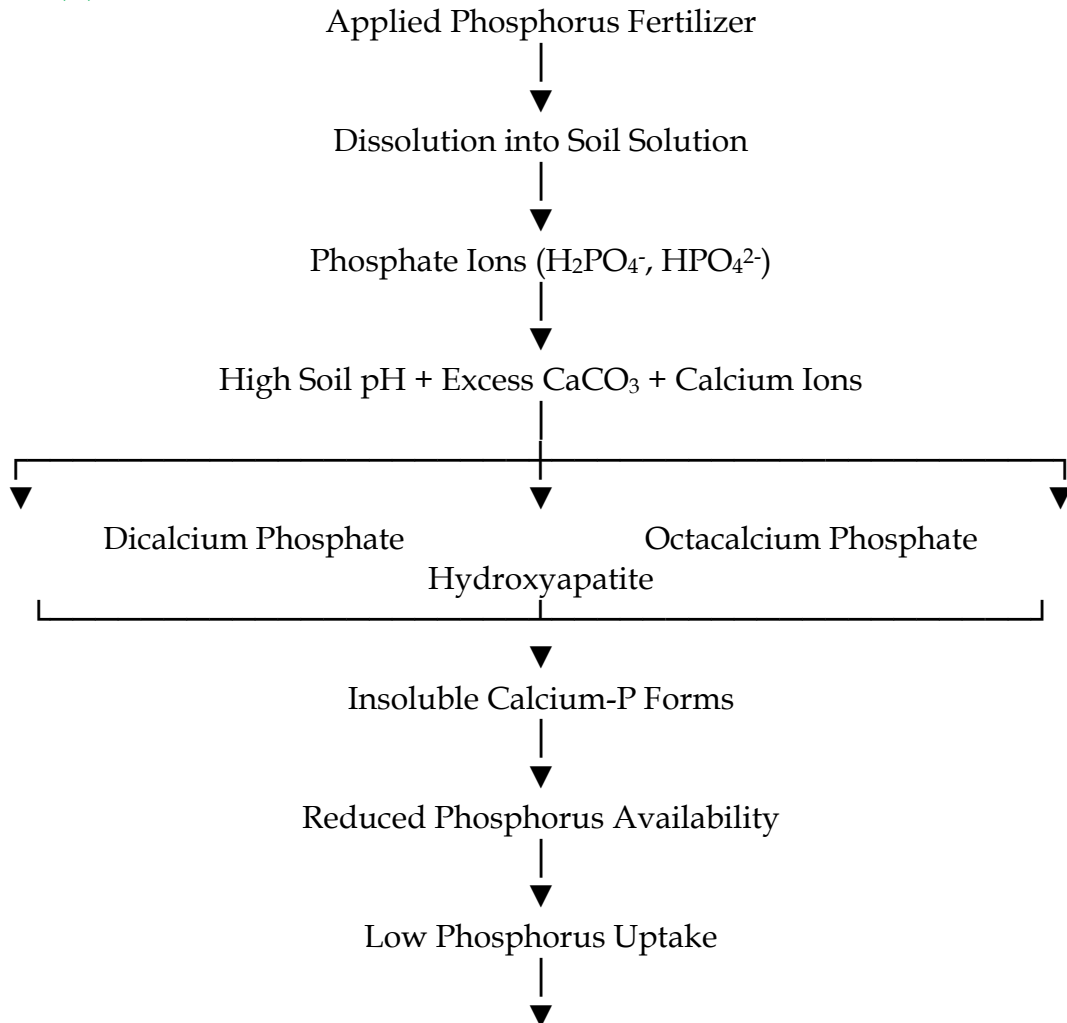 Applied Phosphorus Fertilizer
Dissolution into Soil Solution
Phosphate Ions (H₂PO₄⁻, HPO₄²⁻)
High Soil pH + Excess CaCO₃ + Calcium Ions
Dicalcium Phosphate Octacalcium Phosphate
Hydroxyapatite
Insoluble Calcium-P Forms
Reduced Phosphorus Availability
Low Phosphorus Uptake